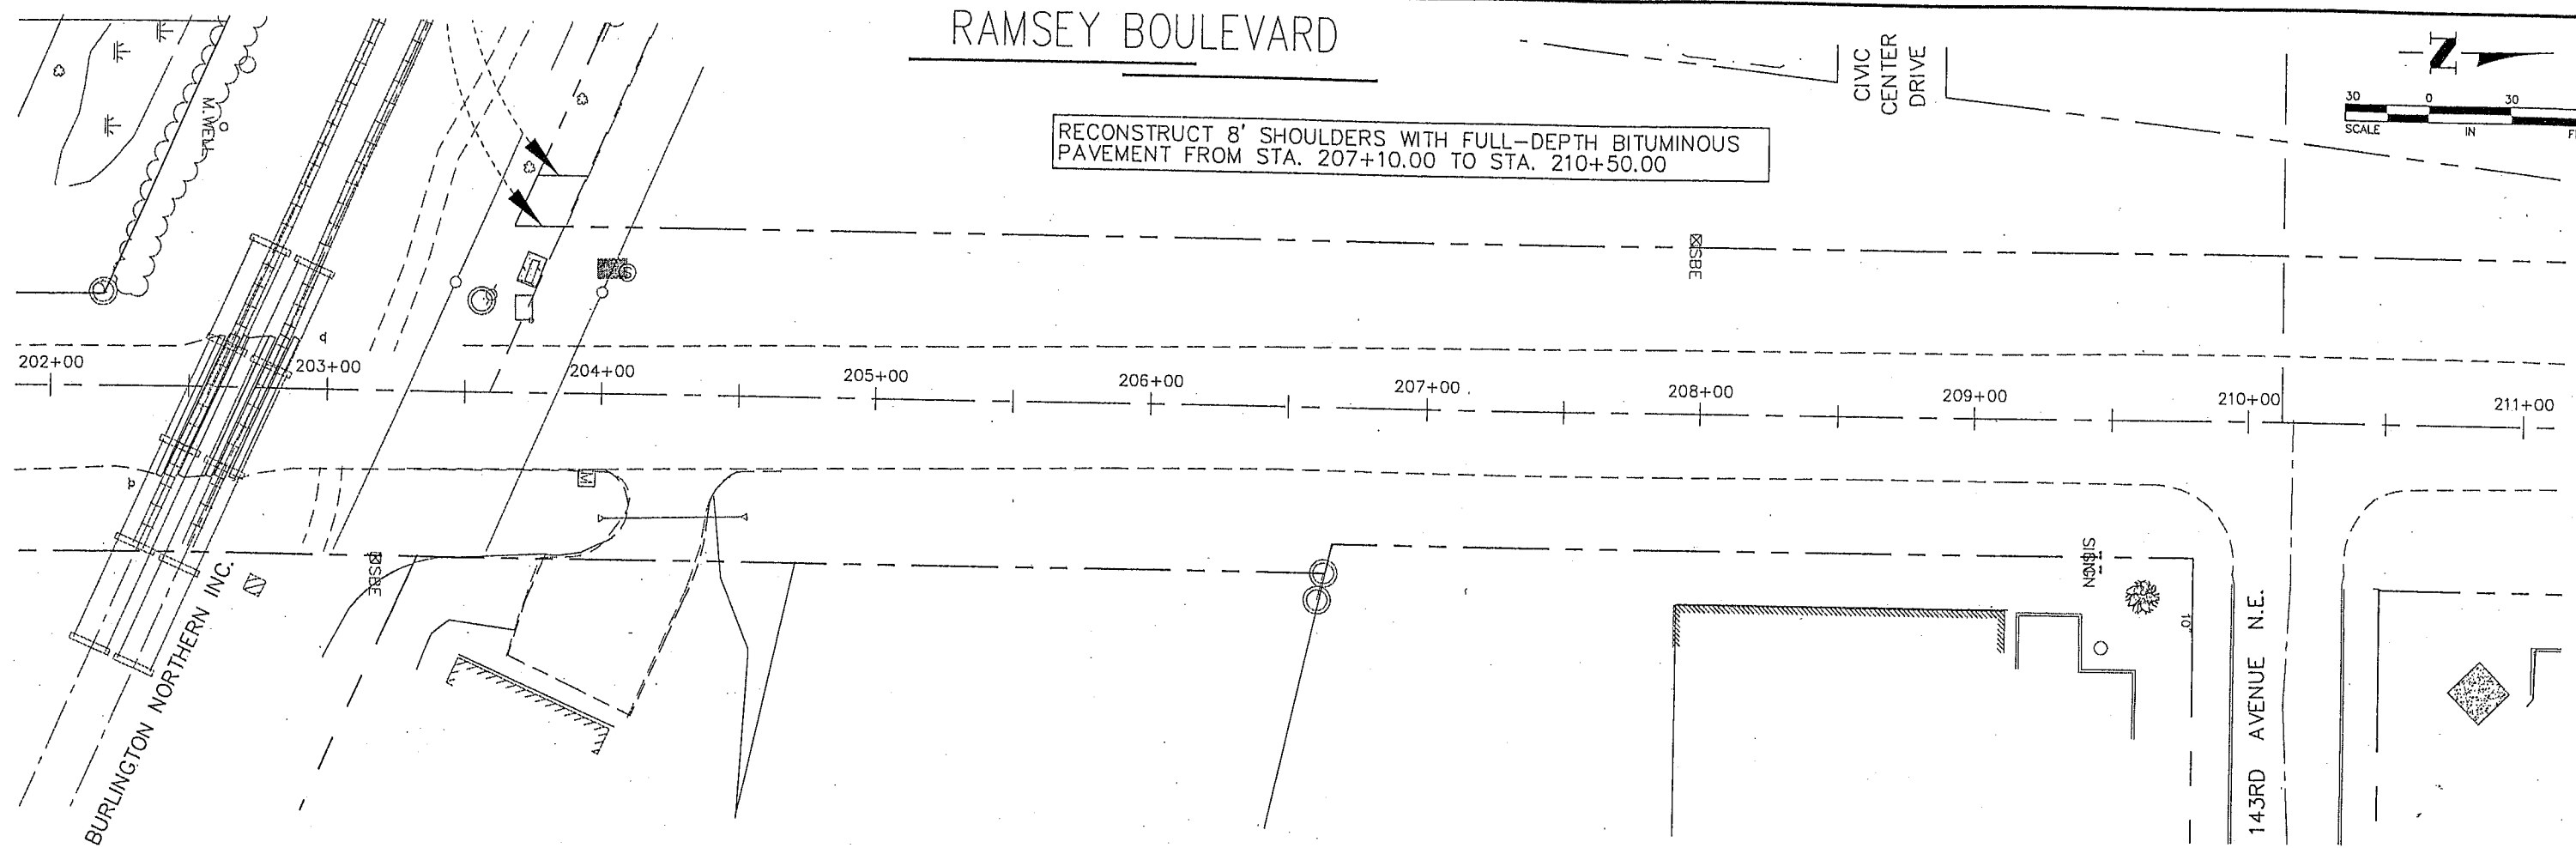 RAMSEY BOULEVARD
CIVIC
CENTER
DRIVE
N
30 0 30
SCALE IN
RECONSTRUCT 8' SHOULDERS WITH FULL-DEPTH BITUMINOUS
PAVEMENT FROM STA. 207+10.00 TO STA. 210+50.00
M.WELL
S
SBE
202+00 203+00 204+00 205+00 206+00 207+00 208+00 209+00 210+00 211+00
M
SBE
10"
BURLINGTON NORTHERN INC.
143RD AVENUE N.E.